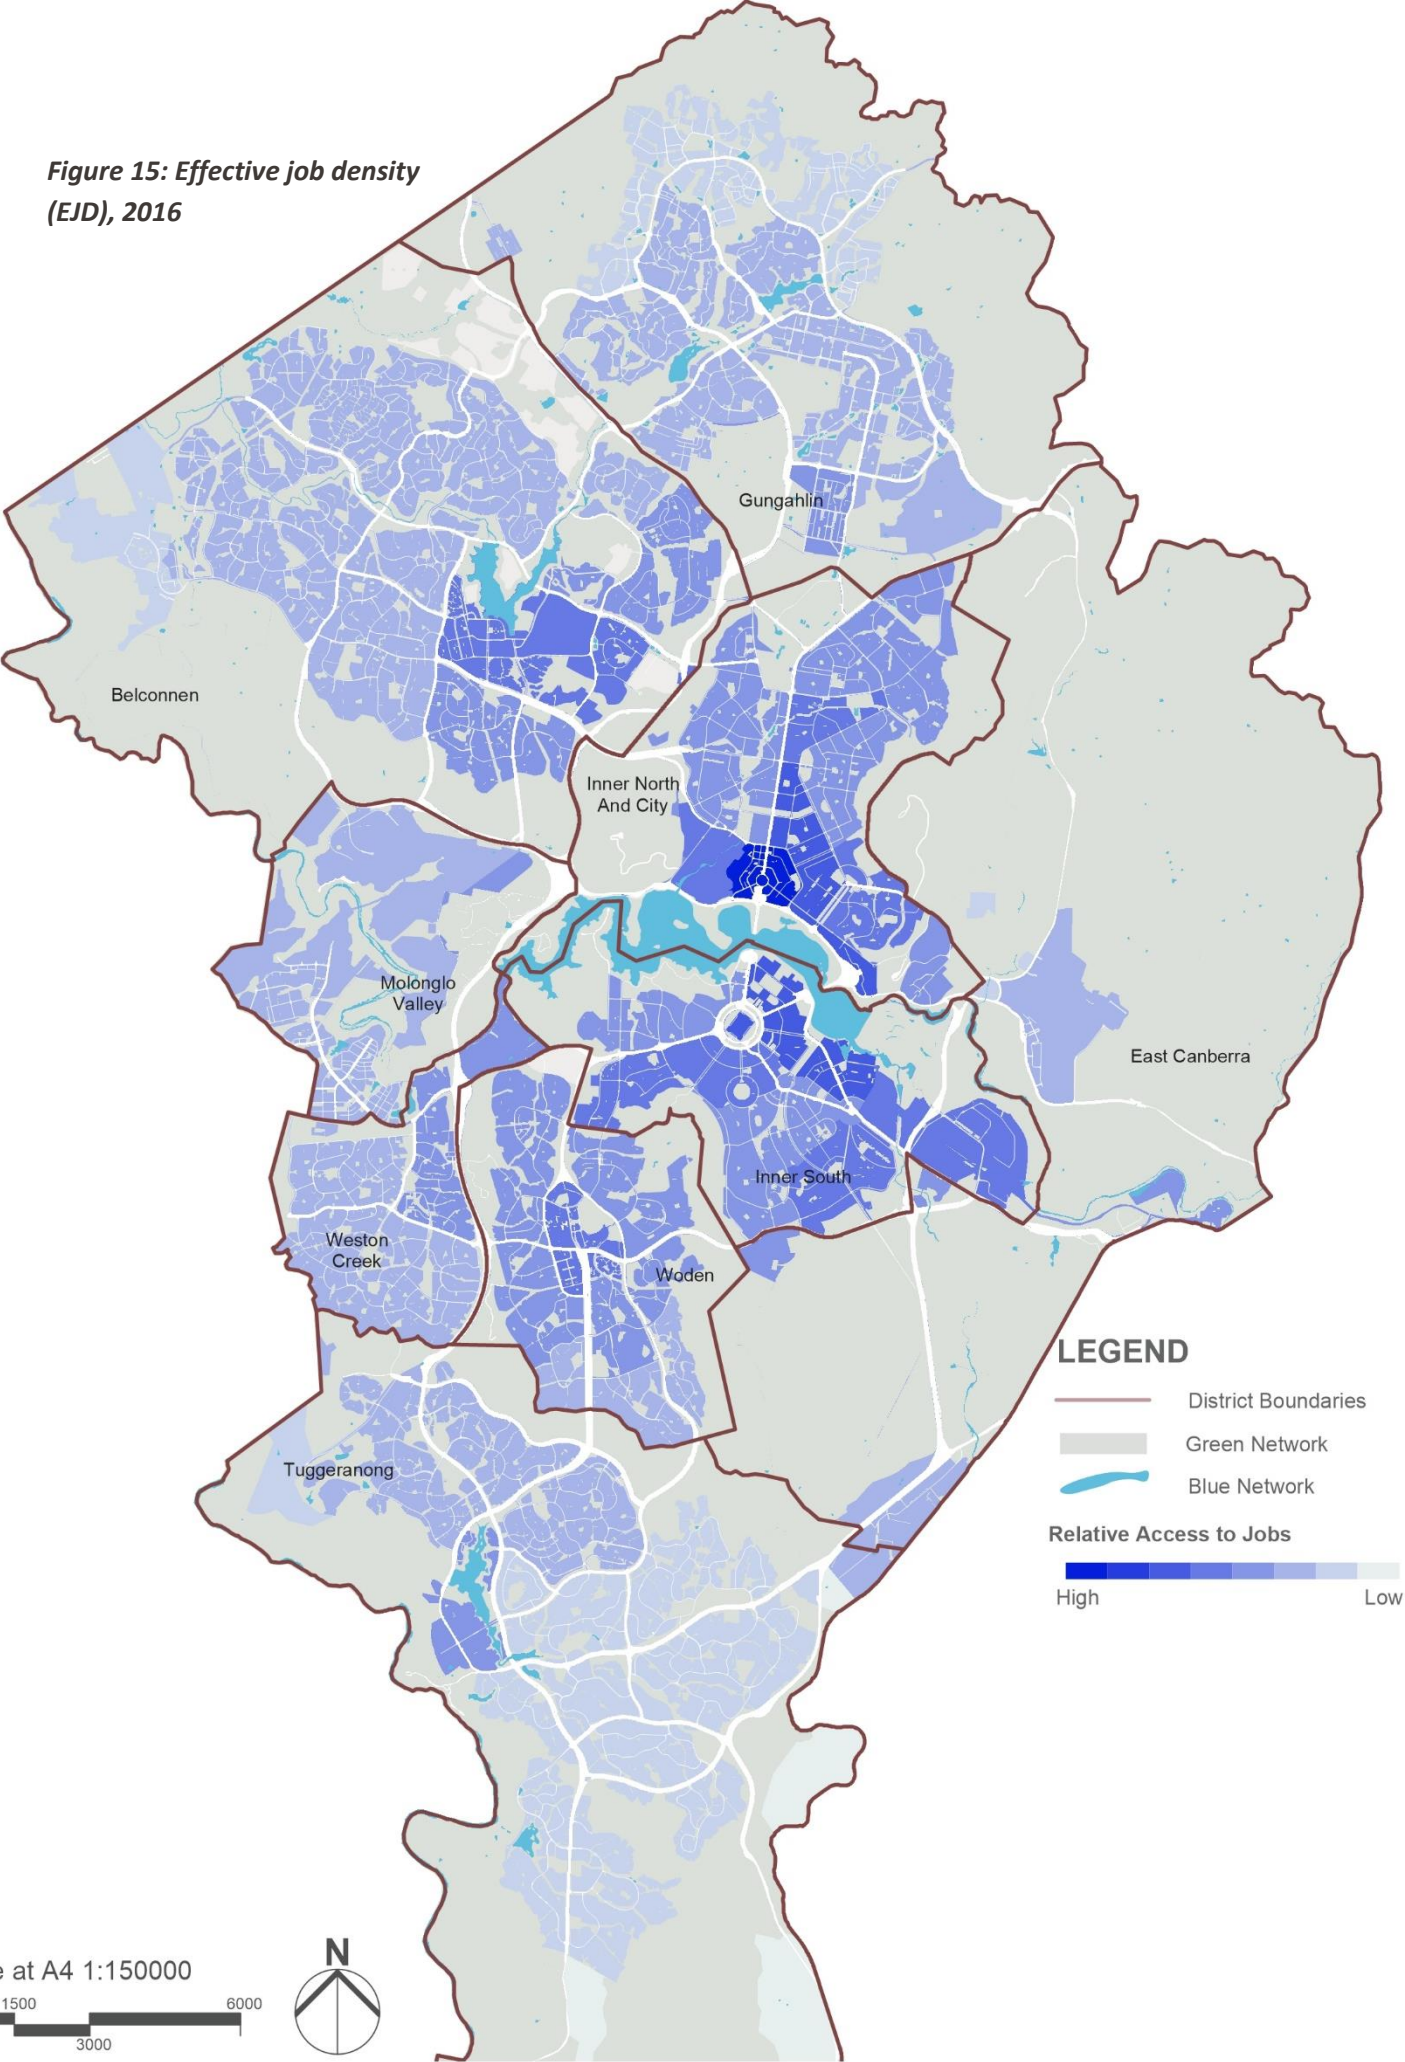 Figure 15: Effective job density
(EJD), 2016
Gungahlin
Belconnen
Inner North
And City
Molonglo
Valley
East Canberra
Inner South
Weston
Creek
Woden
Tuggeranong
LEGEND
District Boundaries
Green Network
Blue Network
Relative Access to Jobs
High Low
N
e at A4 1:150000
1500 6000
3000